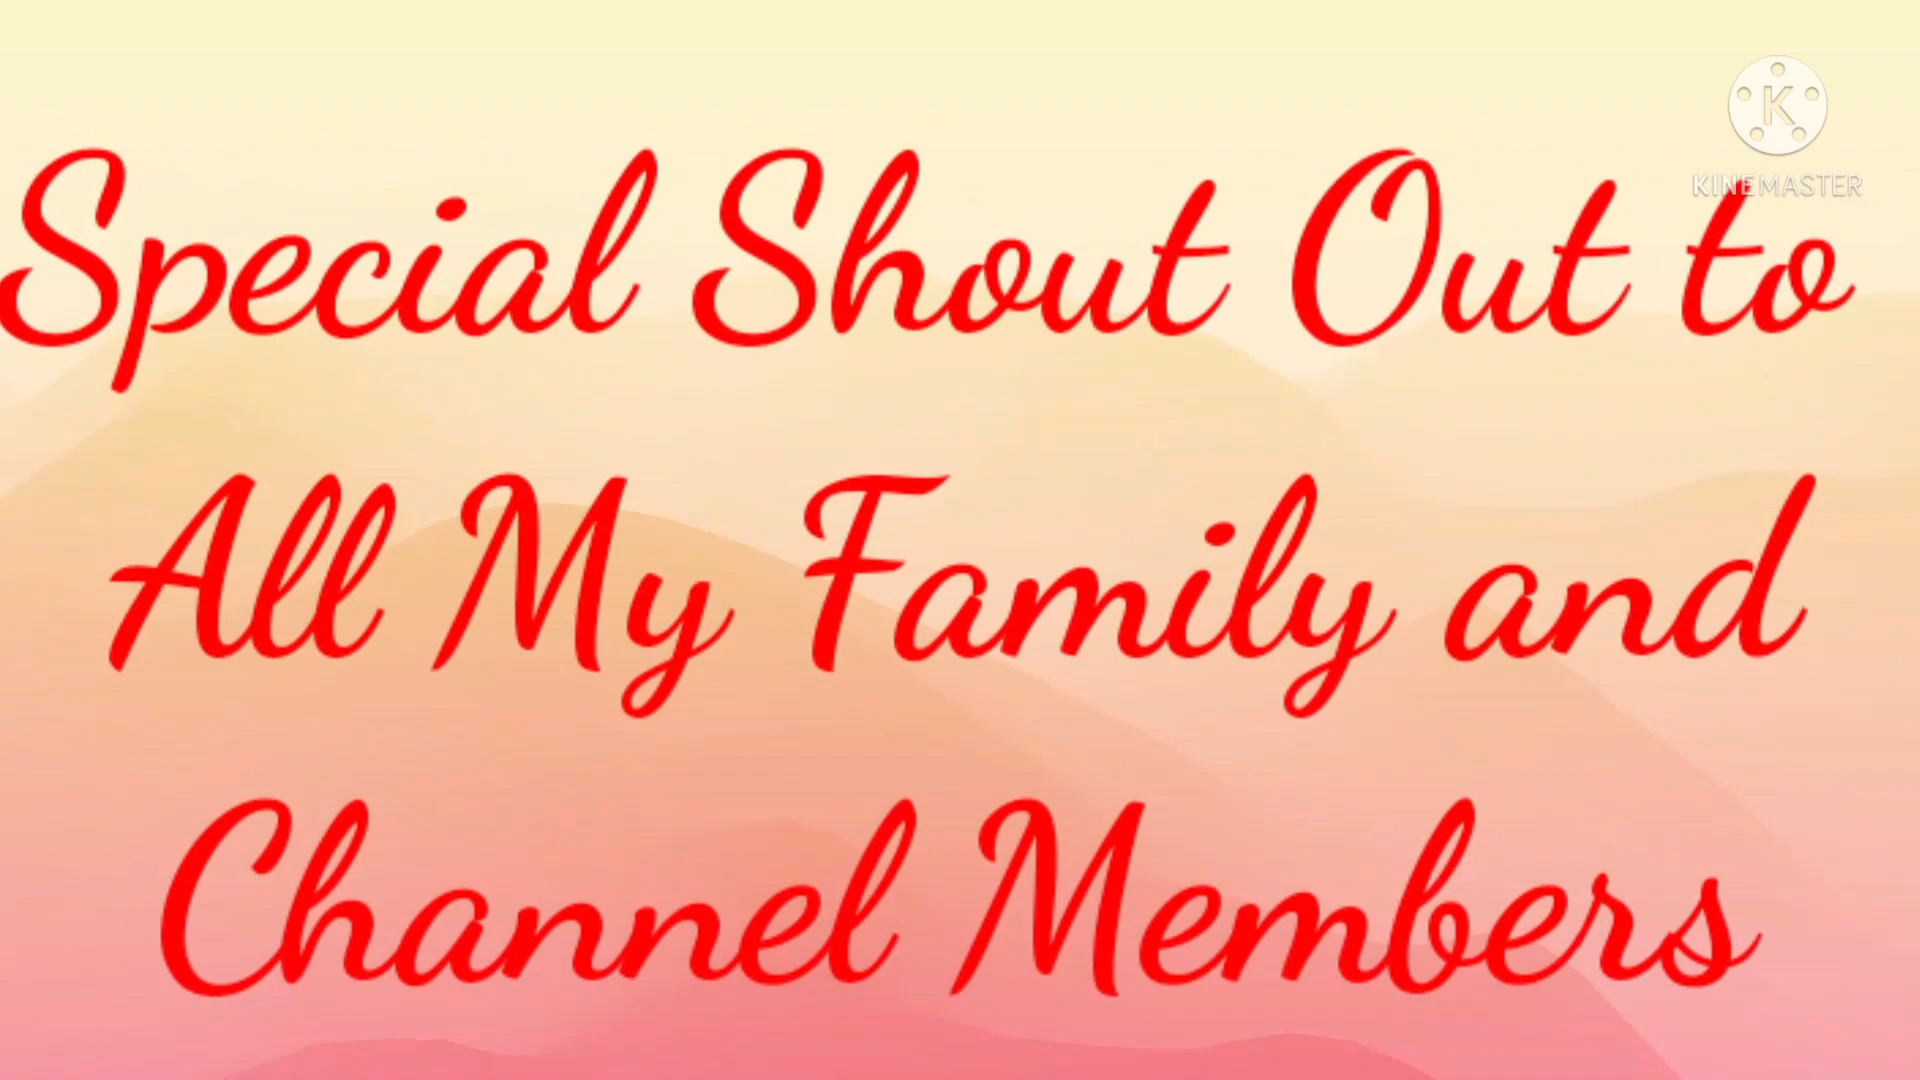 K
KINEMASTER
Special Shout Out to
All My Family and
Channel Members